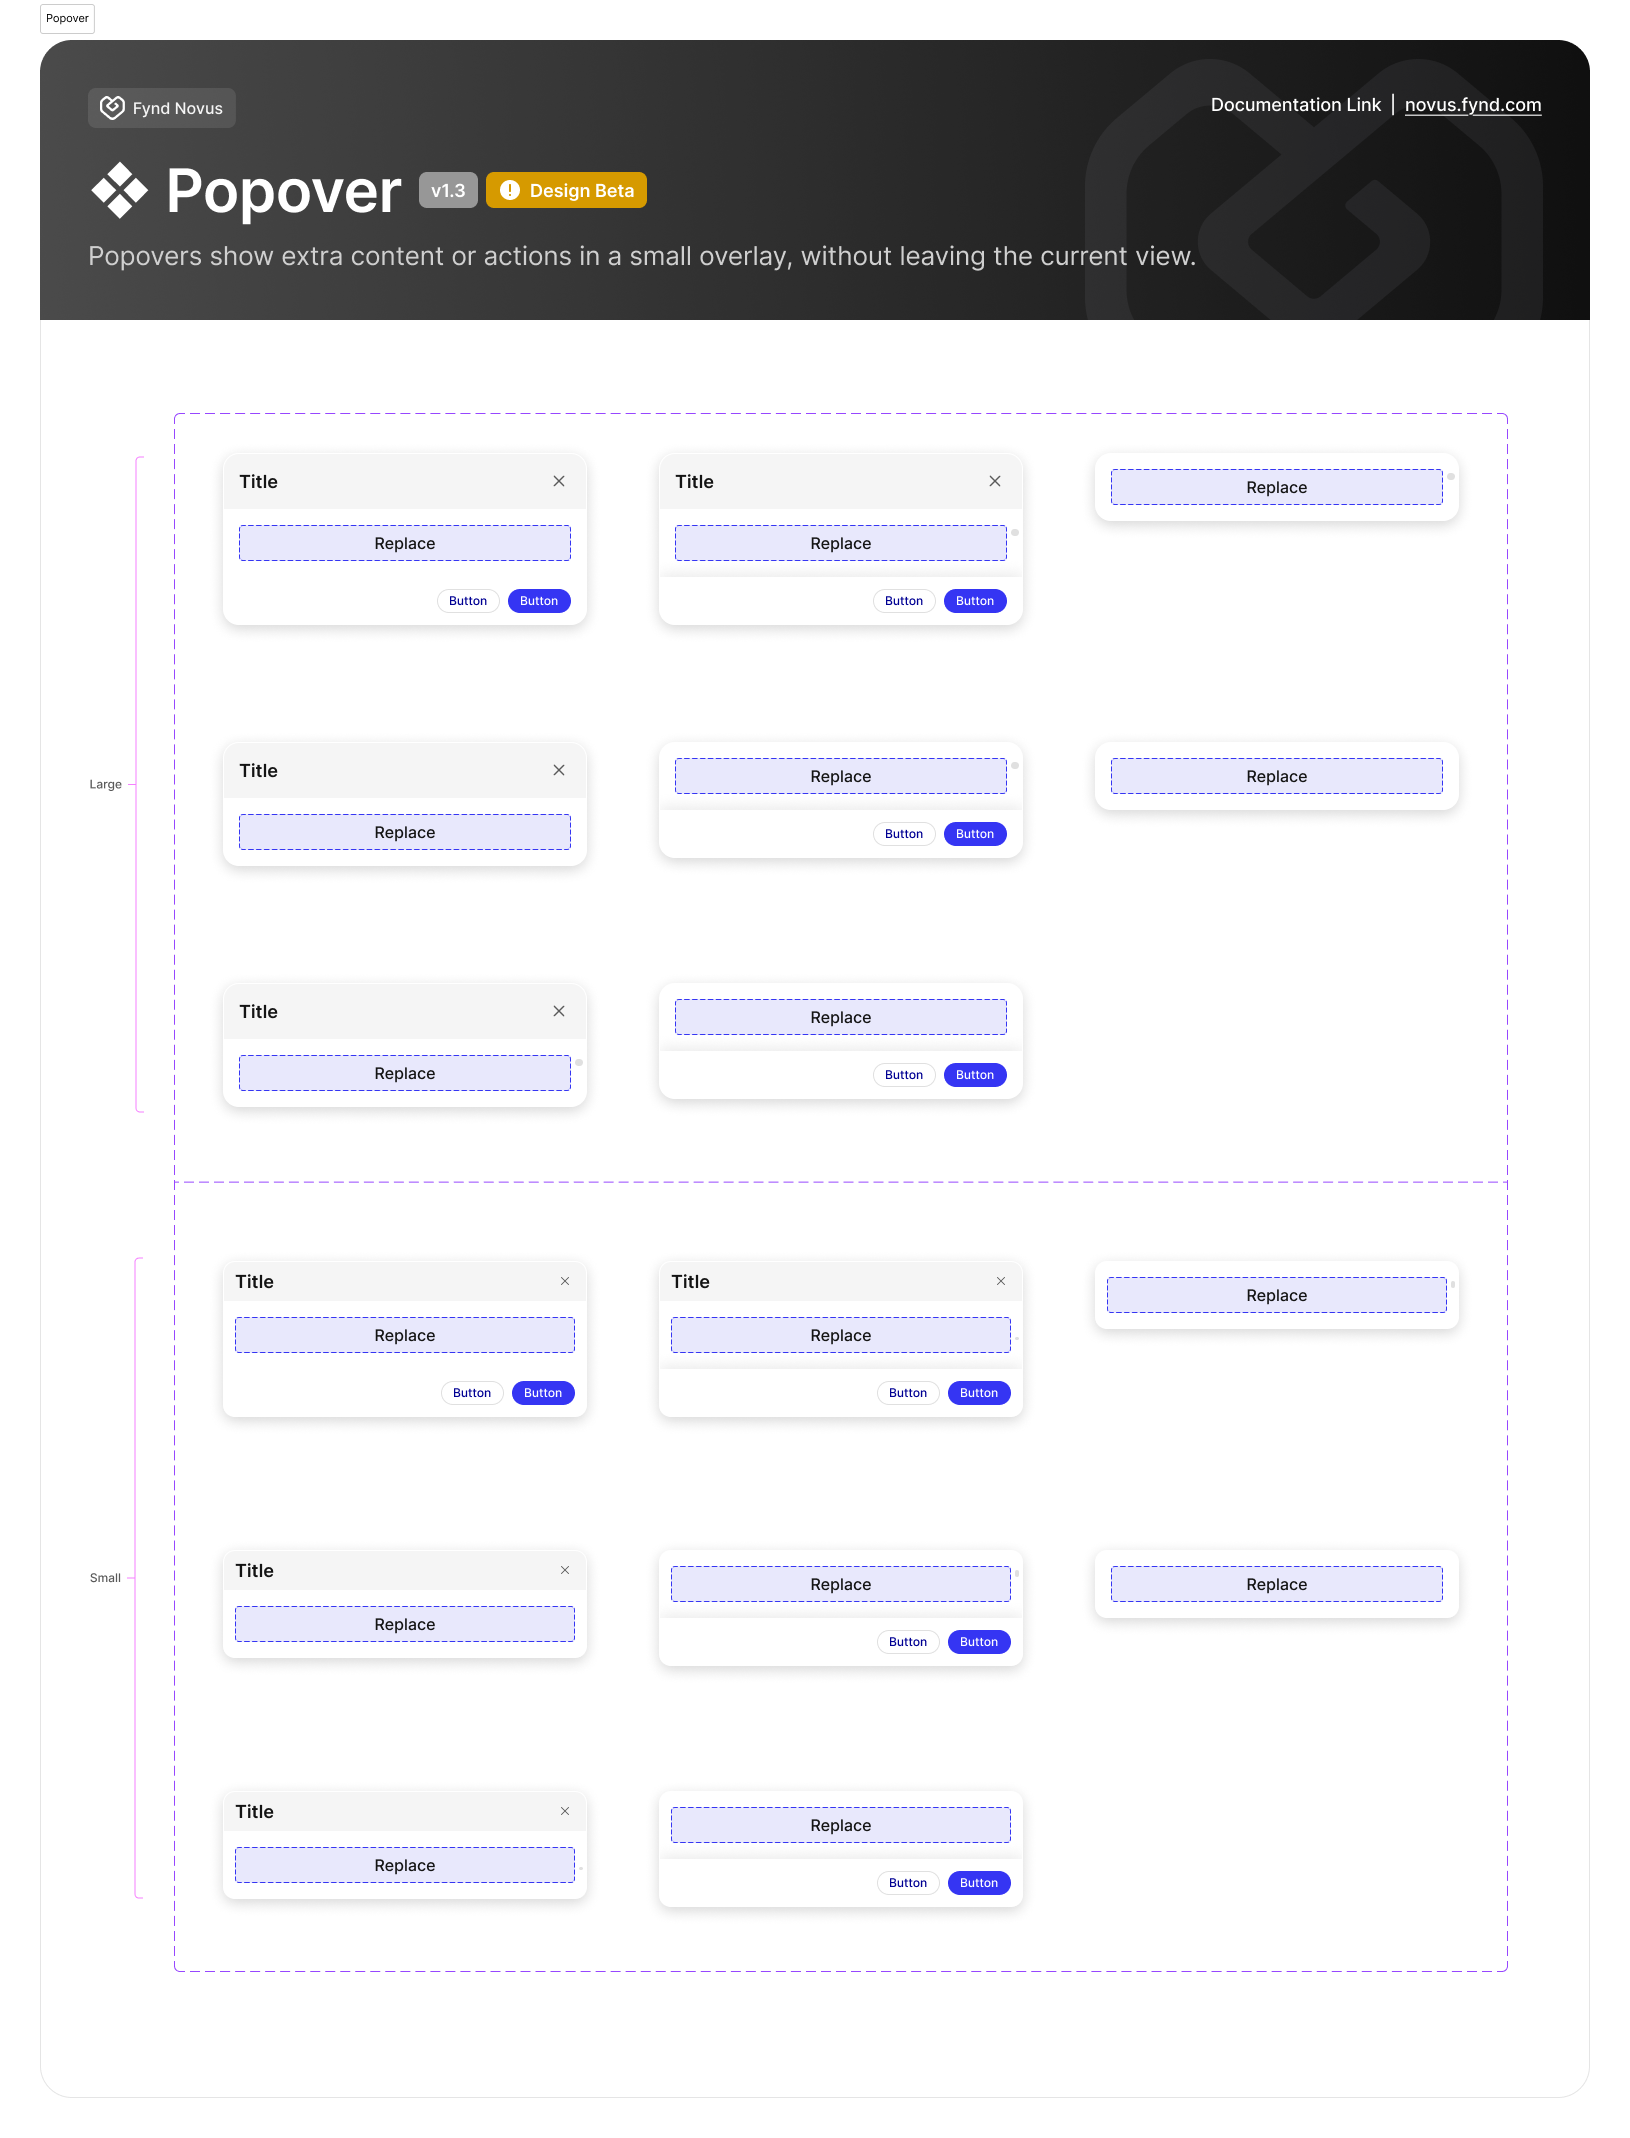 Popover
Fynd Novus
Documentation Link | novus.fynd.com
Popover
v1.3
Design Beta
Popovers show extra content or actions in a small overlay, without leaving the current view.
Large
Title
Replace
Button Button
Title
Replace
Button Button
Replace
Title
Replace
Replace
Button Button
Replace
Title
Replace
Replace
Button Button
Small
Title
Replace
Button Button
Title
Replace
Button Button
Replace
Title
Replace
Replace
Button Button
Replace
Title
Replace
Replace
Button Button